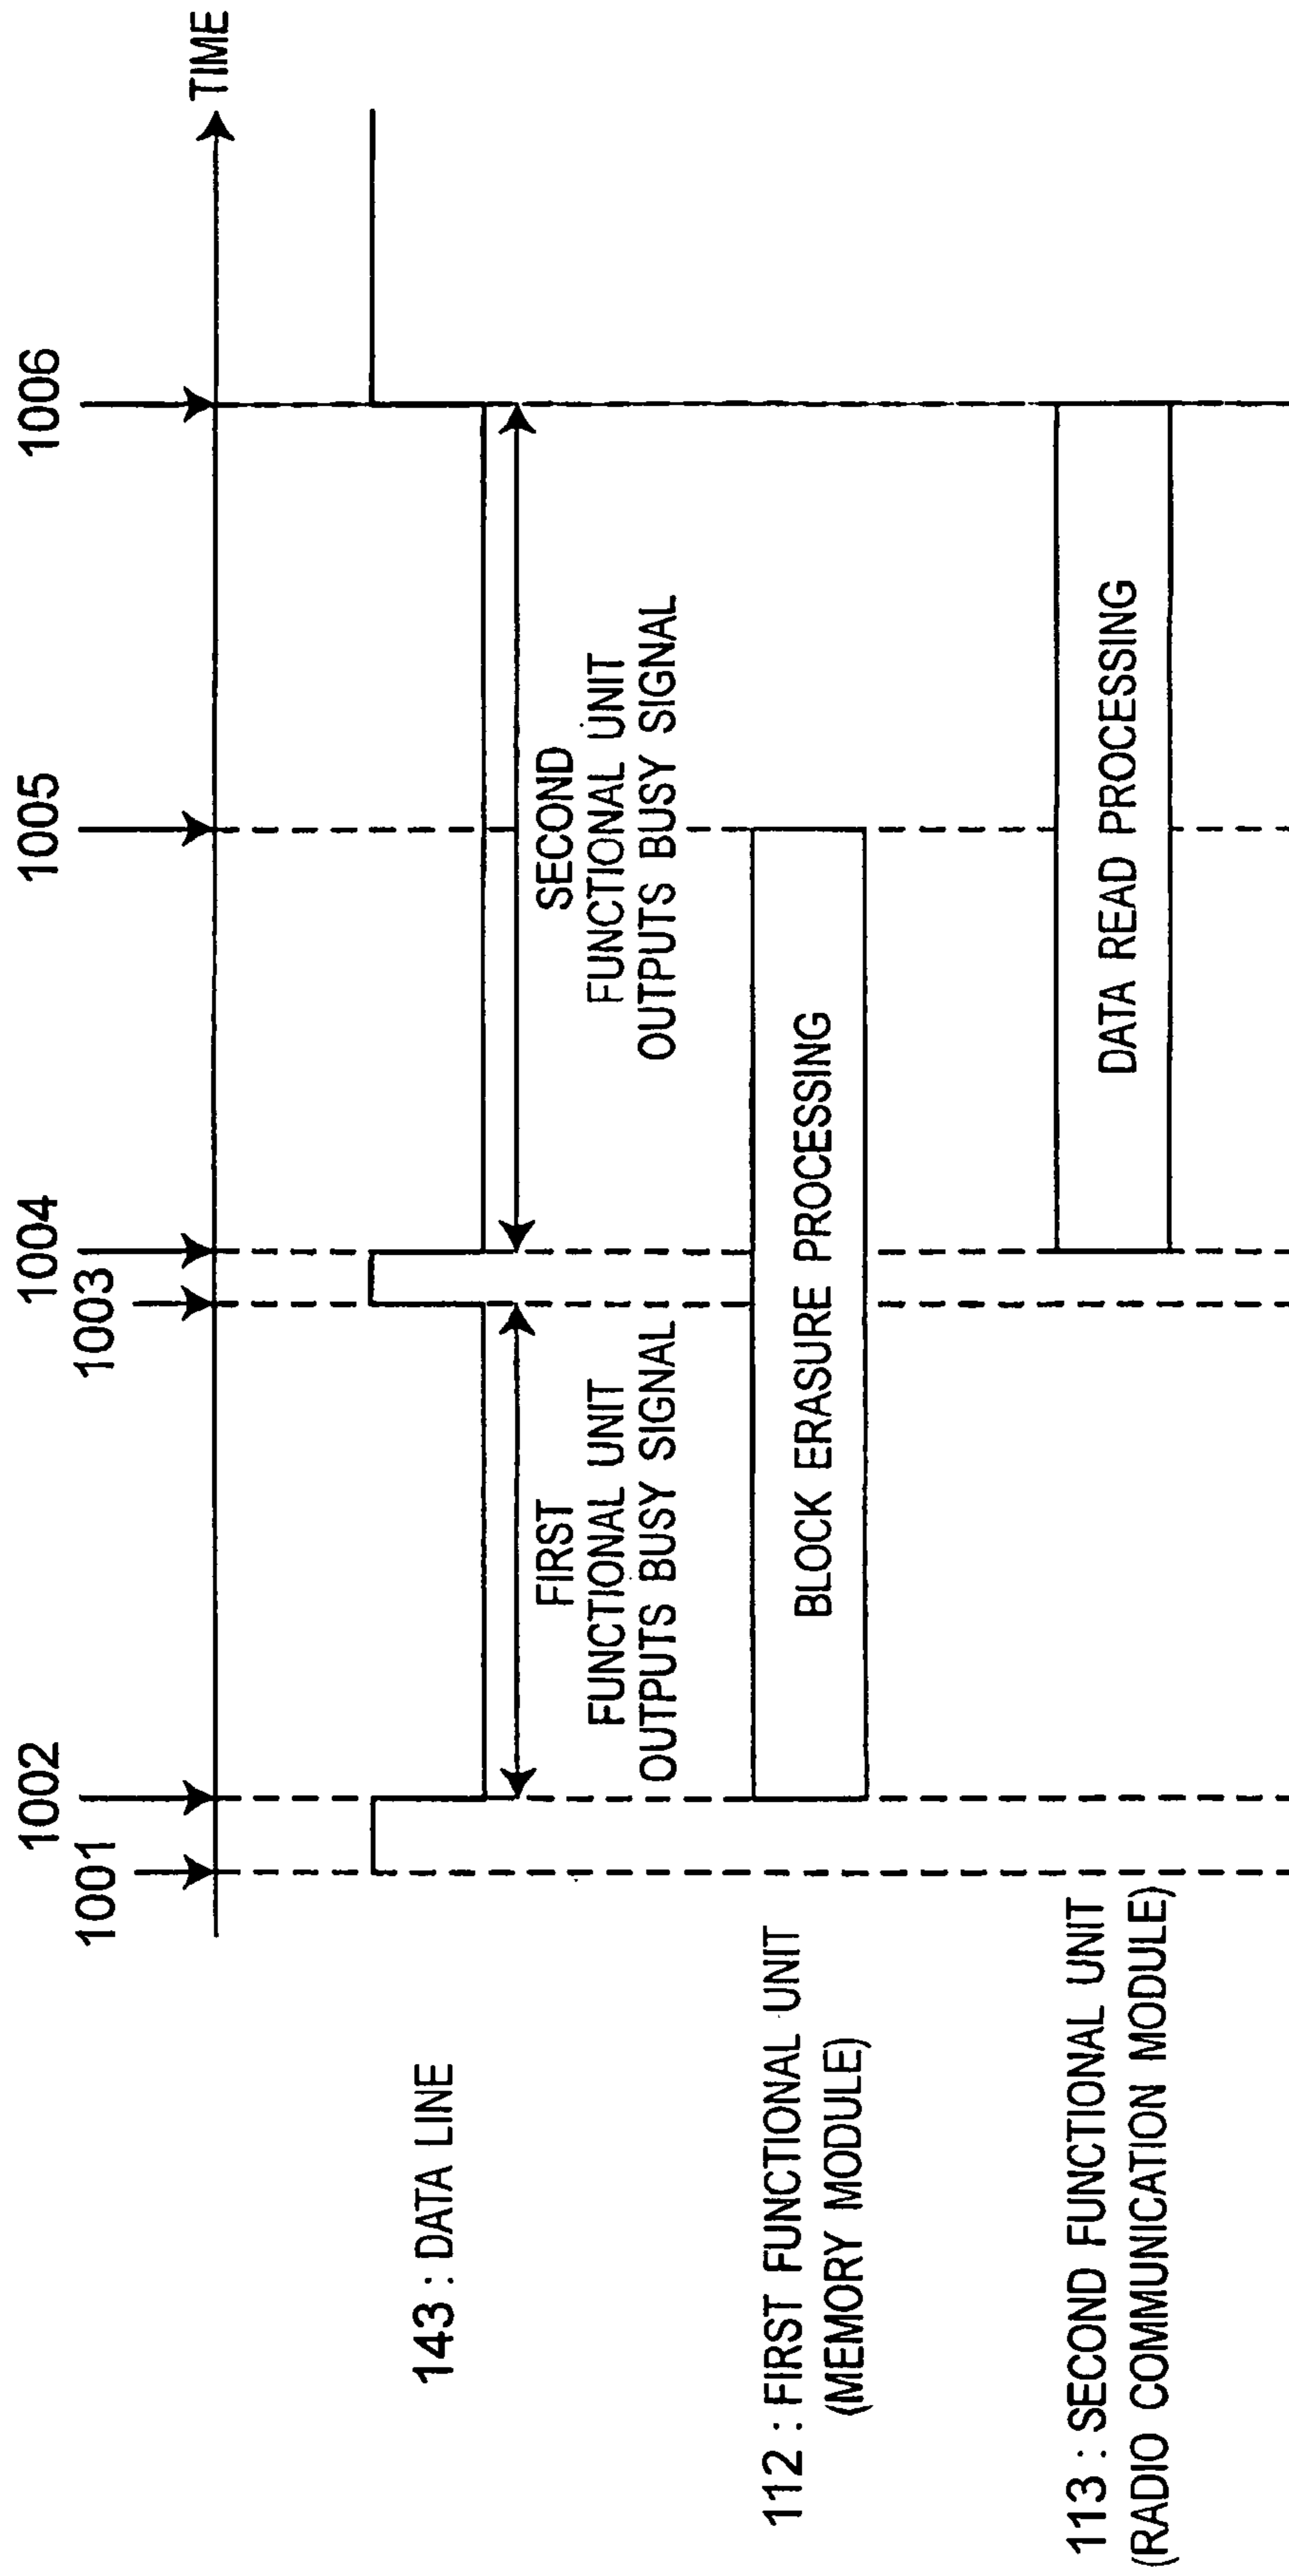 1001
1002
1003
1004
1005
1006
TIME
143 : DATA LINE
FIRST
FUNCTIONAL UNIT
OUTPUTS BUSY SIGNAL
SECOND
FUNCTIONAL UNIT
OUTPUTS BUSY SIGNAL
112 : FIRST FUNCTIONAL UNIT
(MEMORY MODULE)
BLOCK ERASURE PROCESSING
113 : SECOND FUNCTIONAL UNIT
(RADIO COMMUNICATION MODULE)
DATA READ PROCESSING